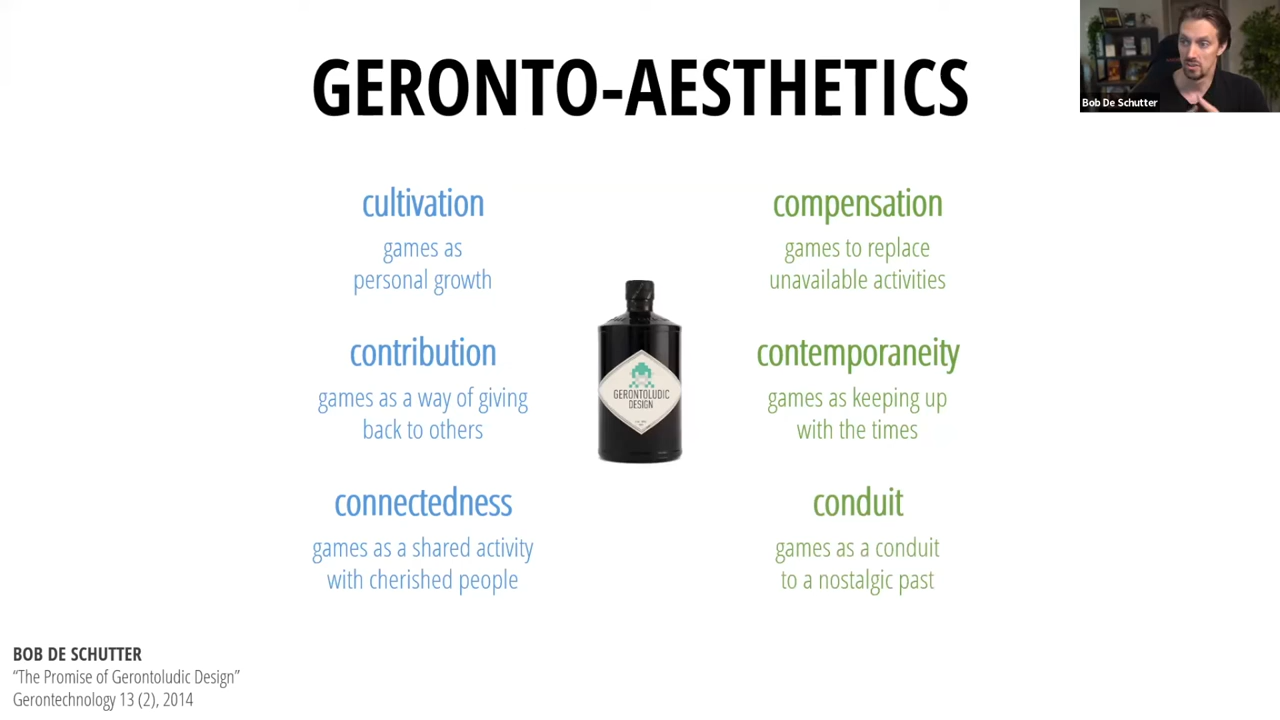 GERONTO-AESTHETICS
Bob De Schutter
cultivation
games as
personal growth
contribution
games as a way of giving
back to others
connectedness
games as a shared activity
with cherished people
GERONTOLUDIC
DESIGN
compensation
games to replace
unavailable activities
contemporaneity
games as keeping up
with the times
conduit
games as a conduit
to a nostalgic past
BOB DE SCHUTTER
“The Promise of Gerontoludic Design”
Gerontechnology 13 (2), 2014